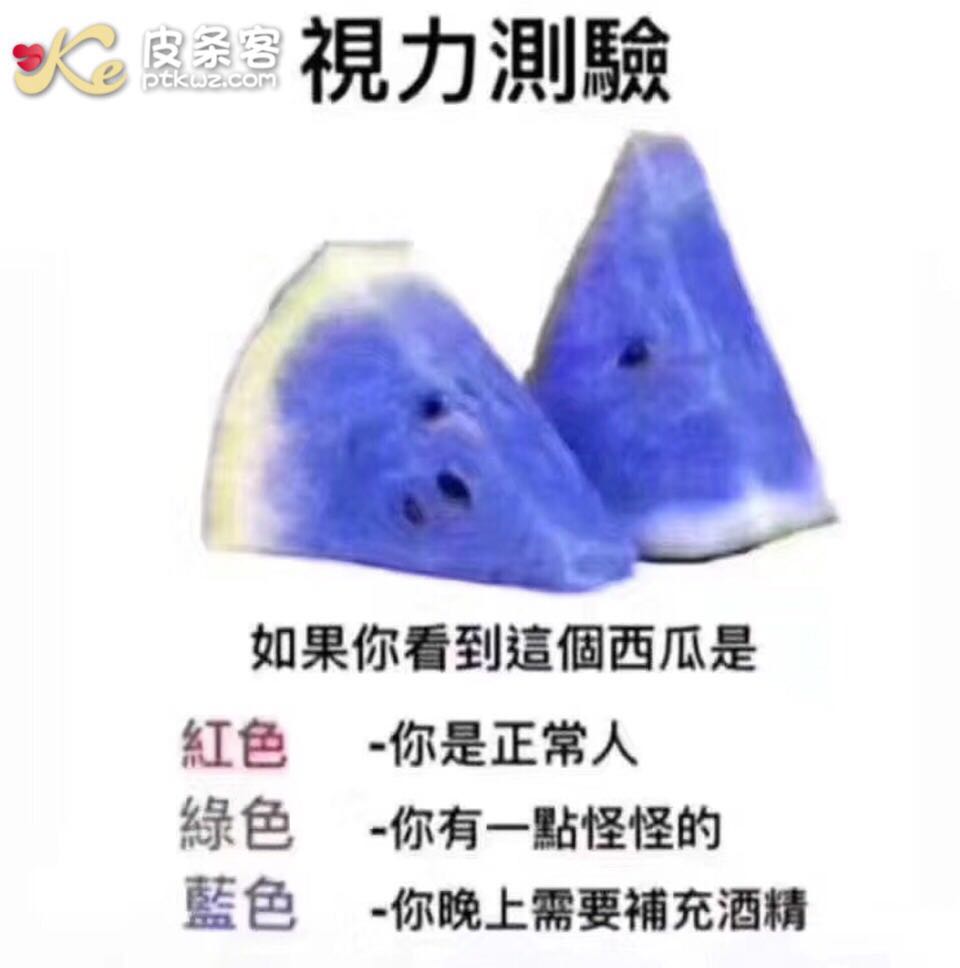 Ke 皮条客
ptkwz.com
視力測驗
如果你看到這個西瓜是
紅色 -你是正常人
綠色 -你有一點怪怪的
藍色 -你晚上需要補充酒精